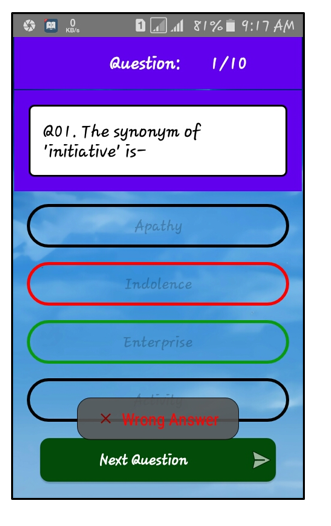 0
KB/s
1
81% 9:17 AM
Question: 1/10
Q01. The synonym of
'initiative' is-
Apathy
Indolence
Enterprise
× Wrong Answer
Next Question